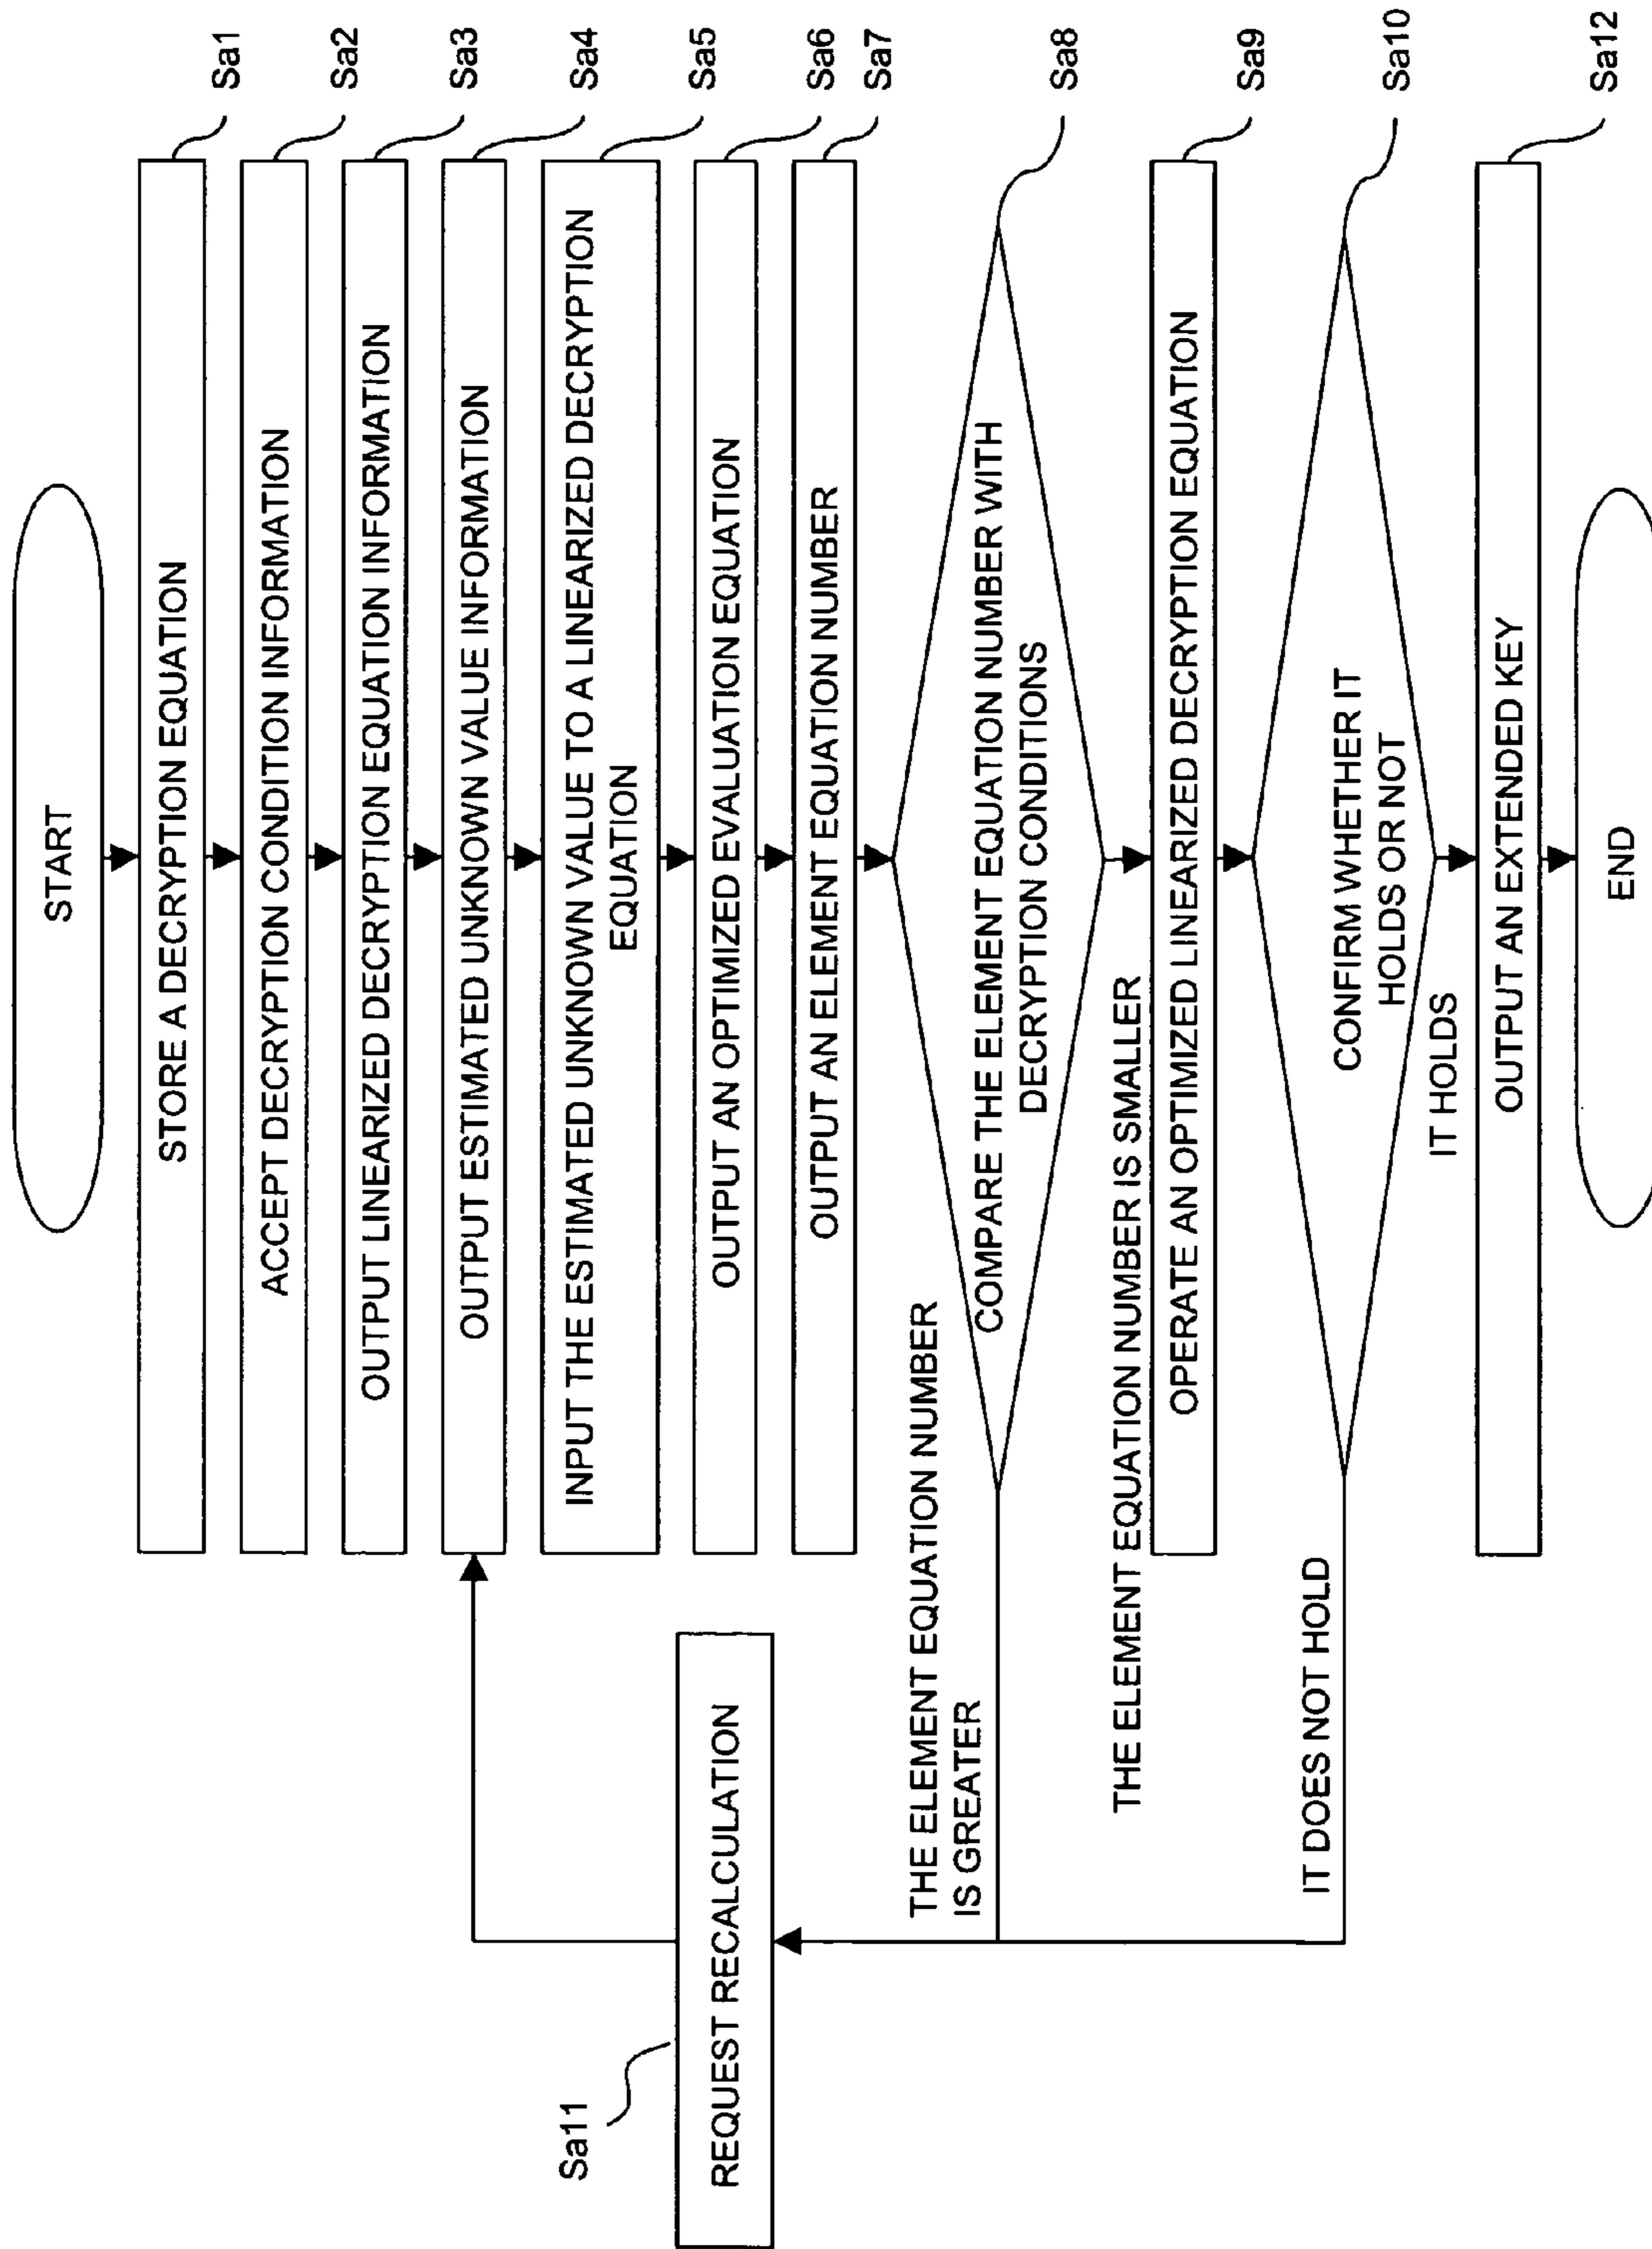 START
STORE A DECRYPTION EQUATION
Sa1
ACCEPT DECRYPTION CONDITION INFORMATION
Sa2
OUTPUT LINEARIZED DECRYPTION EQUATION INFORMATION
Sa3
OUTPUT ESTIMATED UNKNOWN VALUE INFORMATION
Sa4
INPUT THE ESTIMATED UNKNOWN VALUE TO A LINEARIZED DECRYPTION
EQUATION
Sa5
OUTPUT AN OPTIMIZED EVALUATION EQUATION
Sa6
OUTPUT AN ELEMENT EQUATION NUMBER
Sa7
Sa11
REQUEST RECALCULATION
THE ELEMENT EQUATION NUMBER
IS GREATER
COMPARE THE ELEMENT EQUATION NUMBER WITH
DECRYPTION CONDITIONS
Sa8
THE ELEMENT EQUATION NUMBER IS SMALLER
OPERATE AN OPTIMIZED LINEARIZED DECRYPTION EQUATION
Sa9
IT DOES NOT HOLD
CONFIRM WHETHER IT
HOLDS OR NOT
Sa10
IT HOLDS
OUTPUT AN EXTENDED KEY
Sa12
END